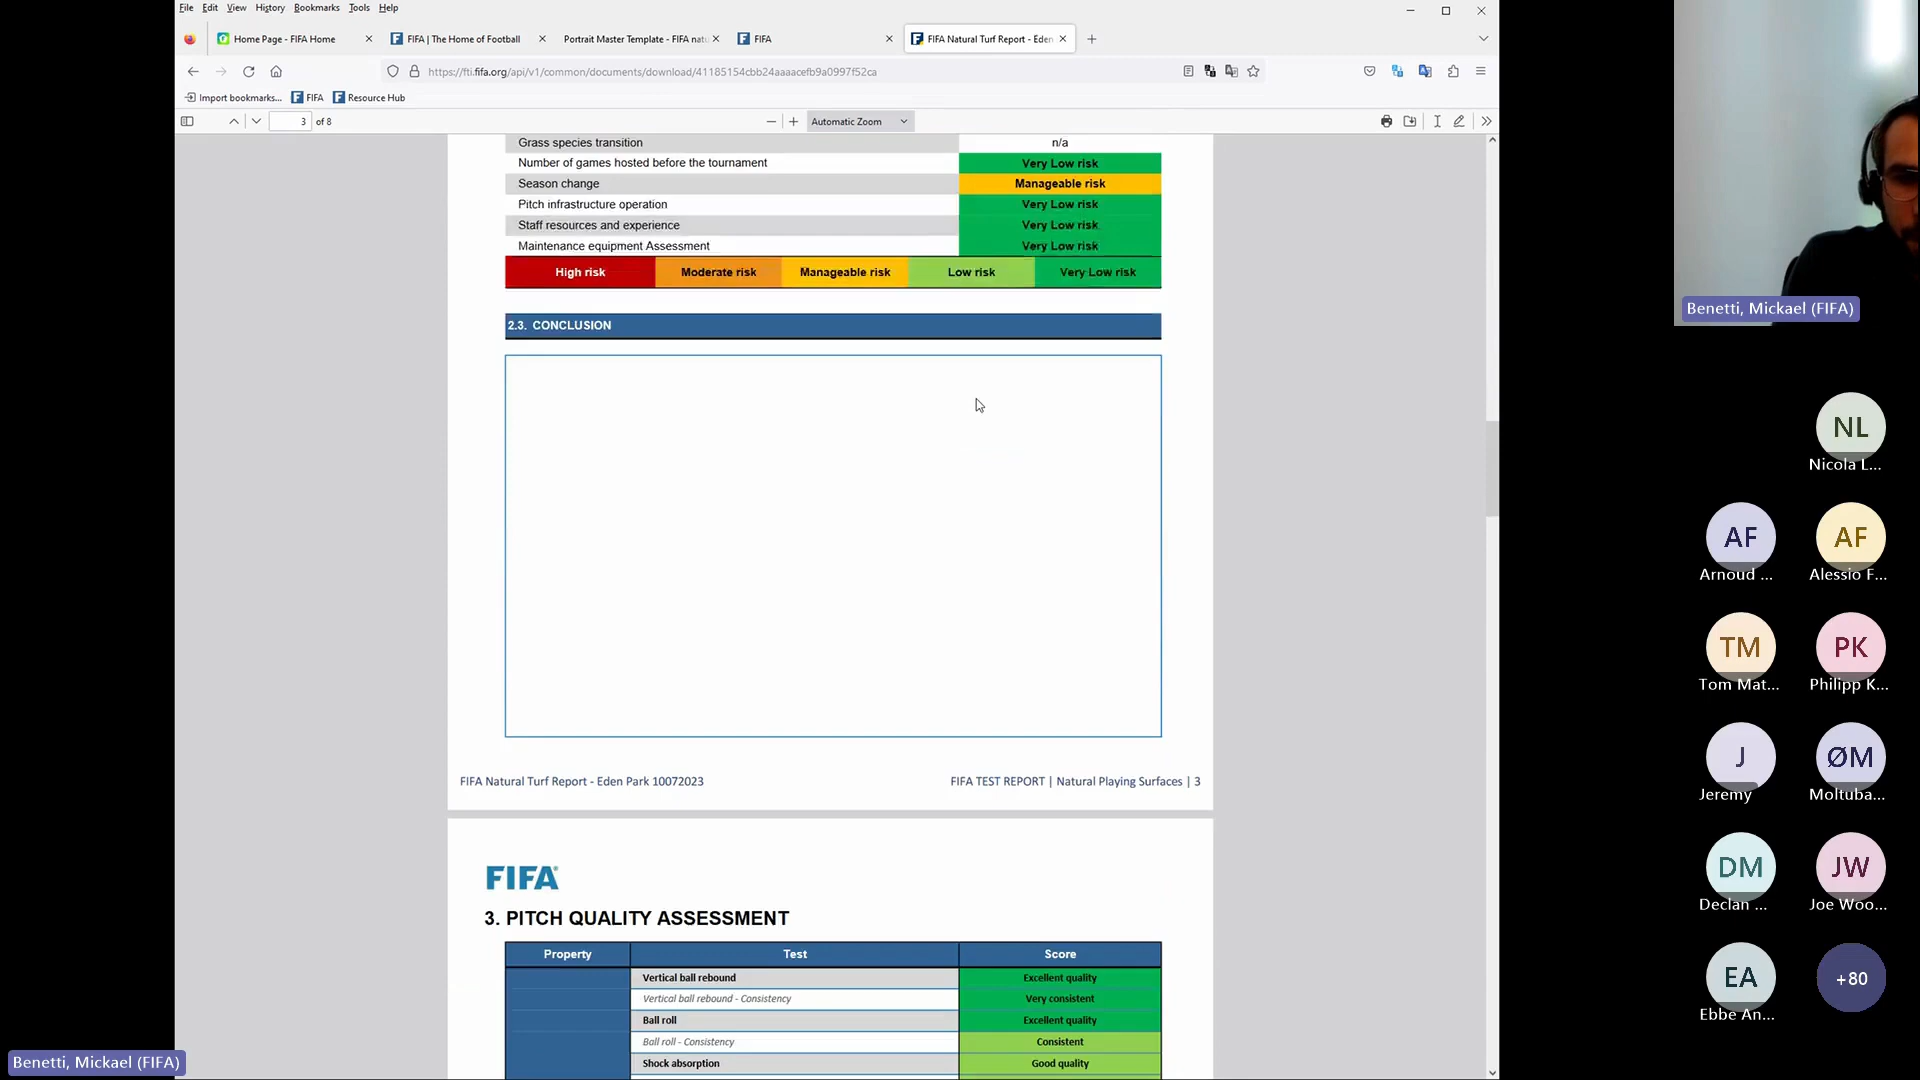 File Edit View History Bookmarks Tools Help
Home Page - FIFA Home
FIFA | The Home of Football
Portrait Master Template - FIFA natu
FIFA
FIFA Natural Turf Report - Eden
https://fti.fifa.org/api/v1/common/documents/download/41185154cbb24aaaacefb9a0997f52ca
Import bookmarks... FIFA Resource Hub
3 of 8
Automatic Zoom
Grass species transition n/a
Number of games hosted before the tournament Very Low risk
Season change Manageable risk
Pitch infrastructure operation Very Low risk
Staff resources and experience Very Low risk
Maintenance equipment Assessment Very Low risk
High risk Moderate risk Manageable risk Low risk Very Low risk
2.3. CONCLUSION
FIFA Natural Turf Report - Eden Park 10072023 FIFA TEST REPORT | Natural Playing Surfaces | 3
FIFA
3. PITCH QUALITY ASSESSMENT
Property Test Score
Vertical ball rebound Excellent quality
Vertical ball rebound - Consistency Very consistent
Ball roll Excellent quality
Ball roll - Consistency Consistent
Shock absorption Good quality
Benetti, Mickael (FIFA)
NL
Nicola L...
AF AF
Arnoud ... Alessio F...
TM PK
Tom Mat... Philipp K...
J ØM
Jeremy Moltuba...
DM JW
Declan ... Joe Woo...
EA +80
Ebbe An...
Benetti, Mickael (FIFA)